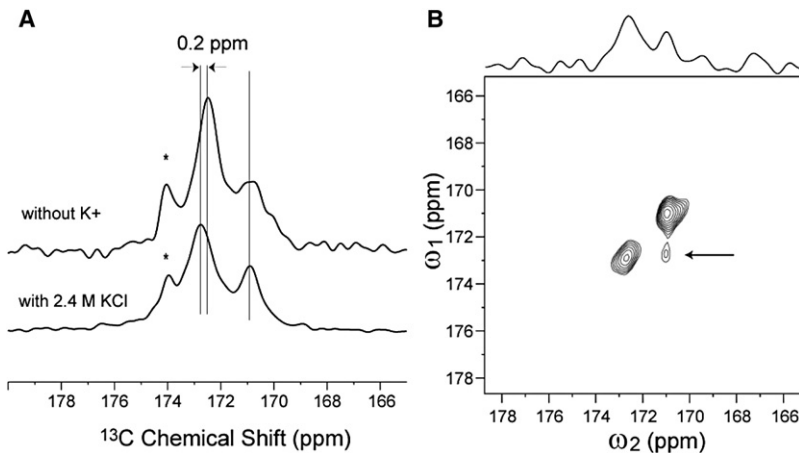 A
0.2 ppm
*
without K+
*
with 2.4 M KCl
178 176 174 172 170 168 166
¹³C Chemical Shift (ppm)
B
166
168
170
172
174
176
178
ω₁ (ppm)
178 176 174 172 170 168 166
ω₂ (ppm)